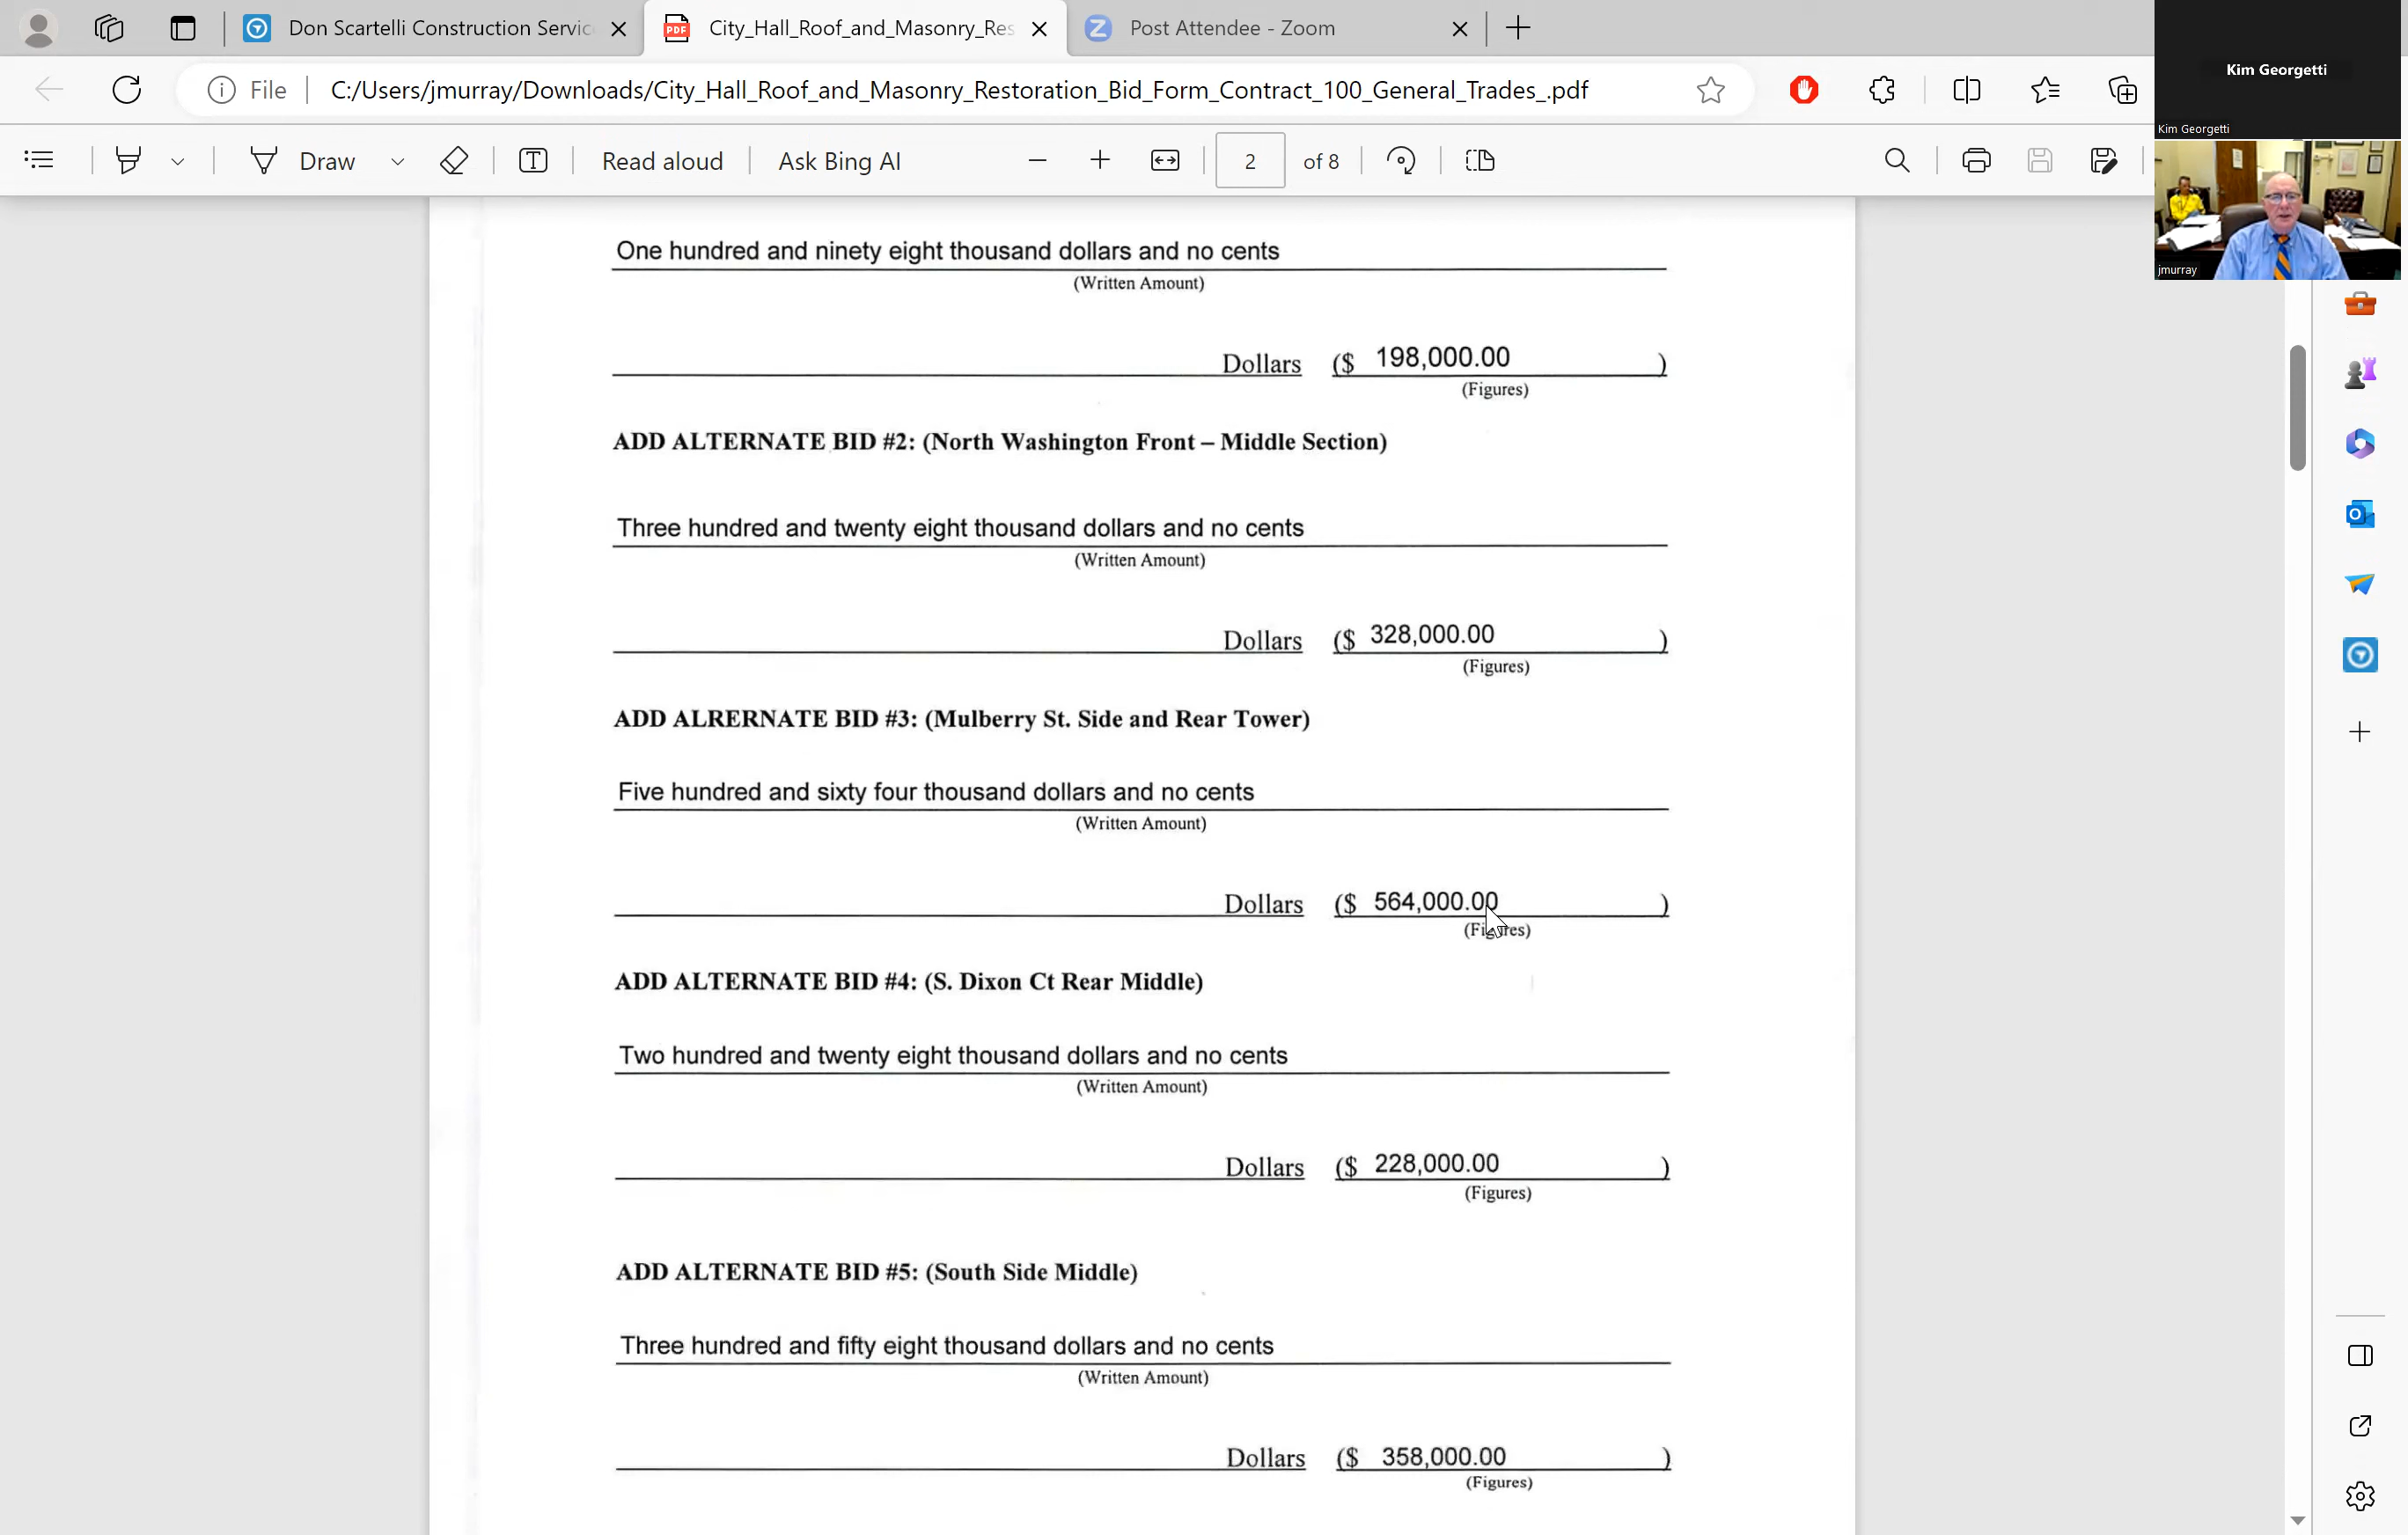 Don Scartelli Construction Servic
City_Hall_Roof_and_Masonry_Res
Post Attendee - Zoom
File
C:/Users/jmurray/Downloads/City_Hall_Roof_and_Masonry_Restoration_Bid_Form_Contract_100_General_Trades_.pdf
Kim Georgetti
Kim Georgetti
Draw
Read aloud
Ask Bing AI
2 of 8
jmurray
One hundred and ninety eight thousand dollars and no cents
(Written Amount)
Dollars ($ 198,000.00 )
(Figures)
ADD ALTERNATE BID #2: (North Washington Front – Middle Section)
Three hundred and twenty eight thousand dollars and no cents
(Written Amount)
Dollars ($ 328,000.00 )
(Figures)
ADD ALRERNATE BID #3: (Mulberry St. Side and Rear Tower)
Five hundred and sixty four thousand dollars and no cents
(Written Amount)
Dollars ($ 564,000.00 )
(Figures)
ADD ALTERNATE BID #4: (S. Dixon Ct Rear Middle)
Two hundred and twenty eight thousand dollars and no cents
(Written Amount)
Dollars ($ 228,000.00 )
(Figures)
ADD ALTERNATE BID #5: (South Side Middle)
Three hundred and fifty eight thousand dollars and no cents
(Written Amount)
Dollars ($ 358,000.00 )
(Figures)